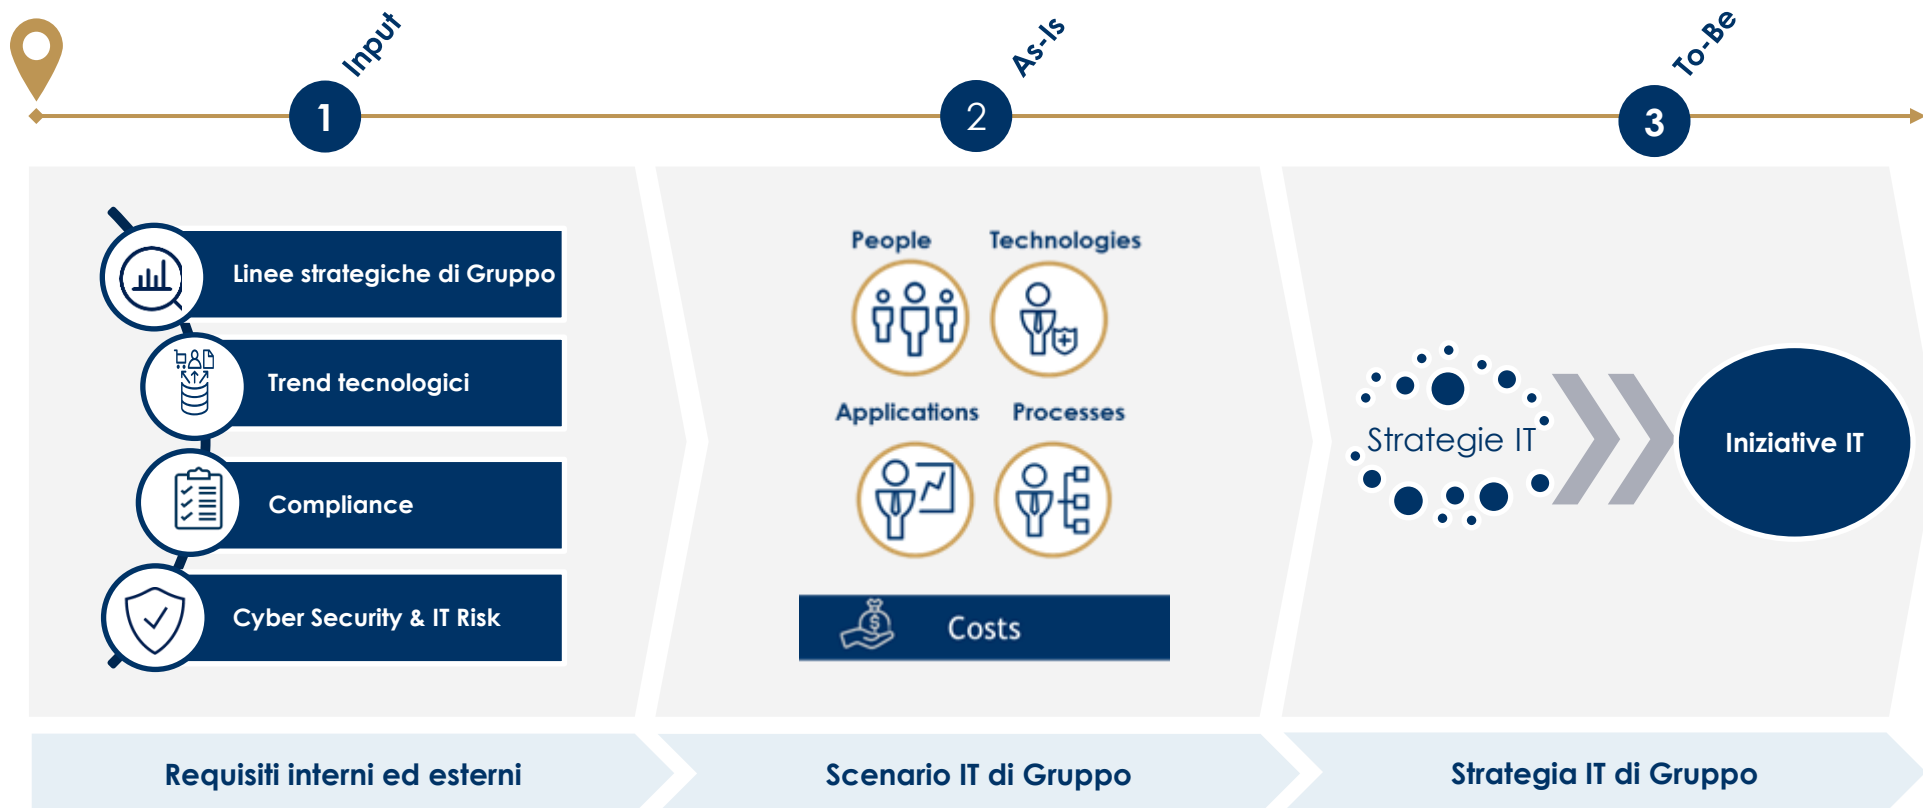 Input
As-Is
To-Be
1
2
3
Linee strategiche di Gruppo
Trend tecnologici
Compliance
Cyber Security & IT Risk
People
Technologies
Applications
Processes
Costs
Strategie IT
Iniziative IT
Requisiti interni ed esterni
Scenario IT di Gruppo
Strategia IT di Gruppo